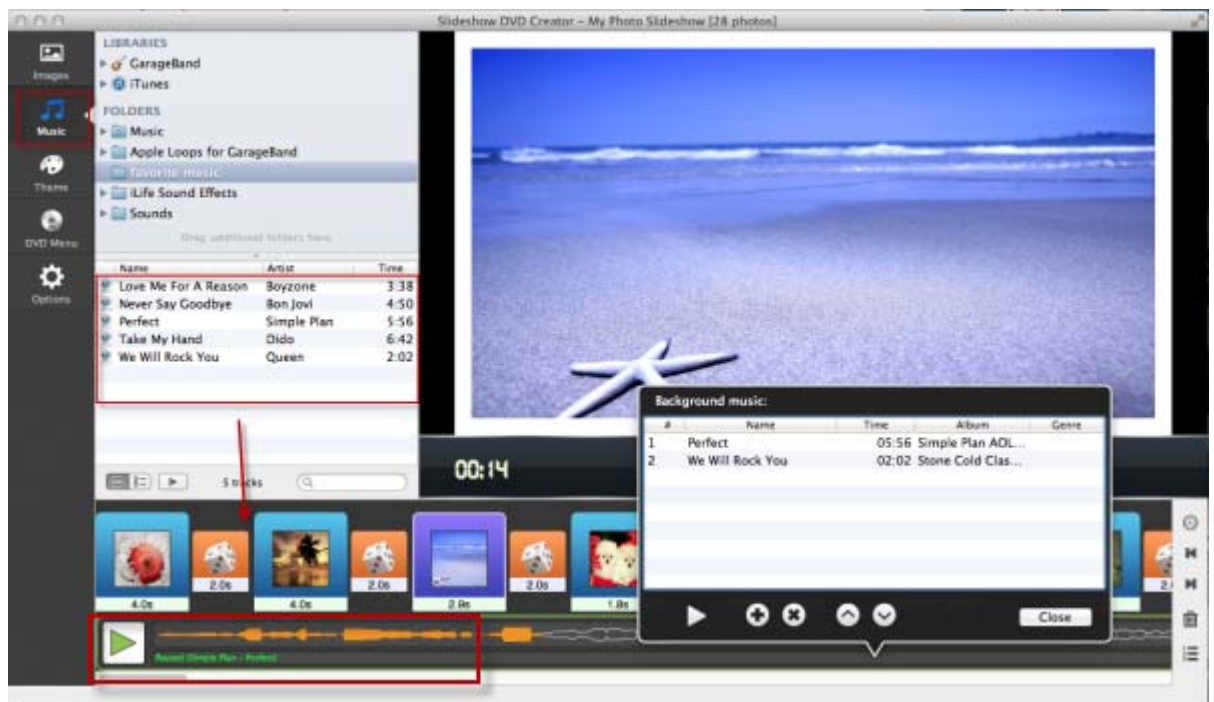 Slideshow DVD Creator – My Photo Slideshow [28 photos]
Images
Music
Theme
DVD Menu
Options
LIBRARIES
GarageBand
iTunes
FOLDERS
Music
Apple Loops for GarageBand
favorite music
iLife Sound Effects
Sounds
Drag additional folders here
Name Artist Time
Love Me For A Reason Boyzone 3:38
Never Say Goodbye Bon Jovi 4:50
Perfect Simple Plan 5:56
Take My Hand Dido 6:42
We Will Rock You Queen 2:02
5 tracks
00:14
Background music:
# Name Time Album Genre
1 Perfect 05:56 Simple Plan AOL...
2 We Will Rock You 02:02 Stone Cold Clas...
Close
2.0s 2.0s 2.0s
4.0s 4.0s 2.8s 1.8s
(Simple Plan - Perfect)